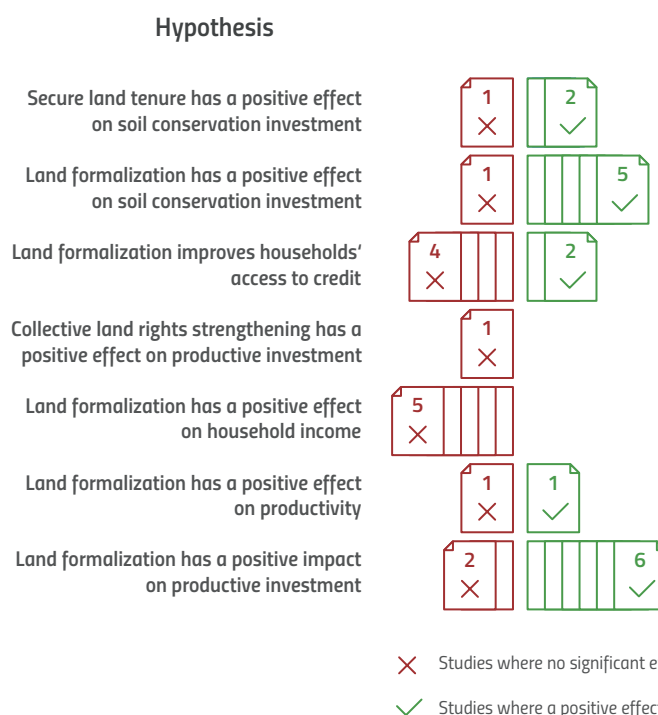 Hypothesis
Secure land tenure has a positive effect
on soil conservation investment
1
2
Land formalization has a positive effect
on soil conservation investment
1
5
Land formalization improves households'
access to credit
4
2
Collective land rights strengthening has a
positive effect on productive investment
1
Land formalization has a positive effect
on household income
5
Land formalization has a positive effect
on productivity
1
1
Land formalization has a positive impact
on productive investment
2
6
Studies where no significant e
Studies where a positive effect